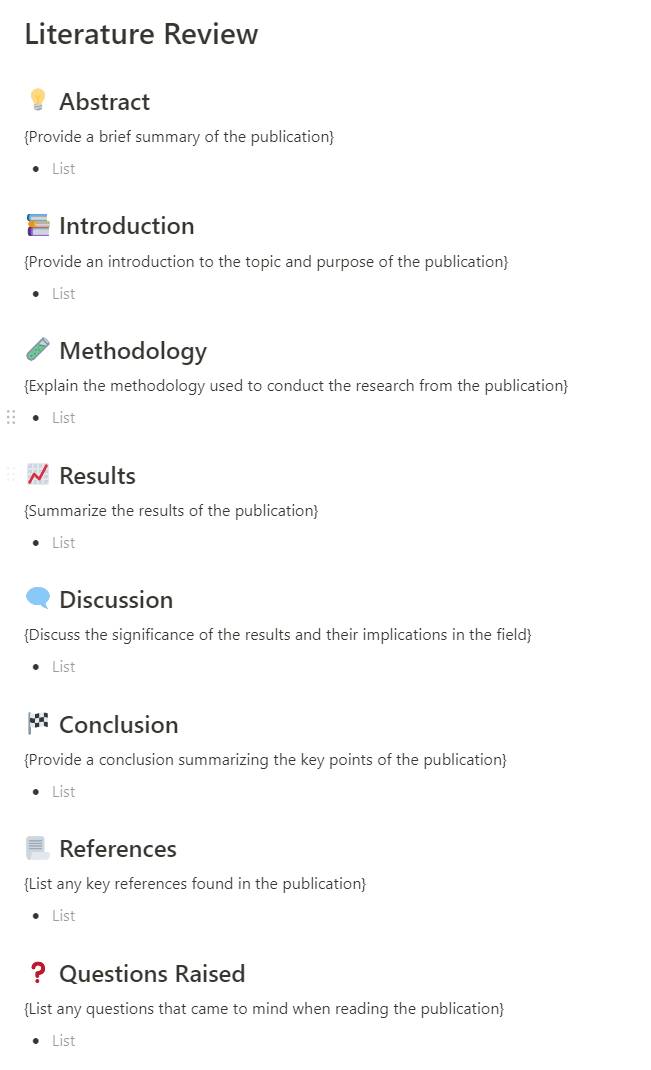 Literature Review
Abstract
{Provide a brief summary of the publication}
• List
Introduction
{Provide an introduction to the topic and purpose of the publication}
• List
Methodology
{Explain the methodology used to conduct the research from the publication}
• List
Results
{Summarize the results of the publication}
• List
Discussion
{Discuss the significance of the results and their implications in the field}
• List
Conclusion
{Provide a conclusion summarizing the key points of the publication}
• List
References
{List any key references found in the publication}
• List
Questions Raised
{List any questions that came to mind when reading the publication}
• List